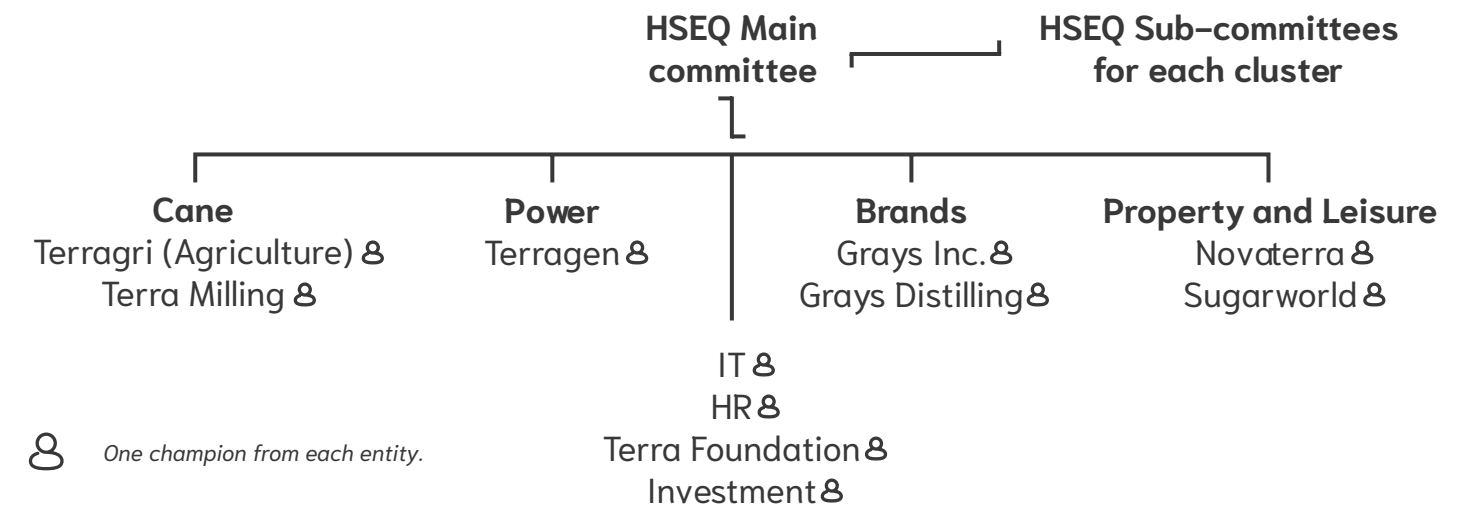 HSEQ Main
committee
HSEQ Sub-committees
for each cluster
Cane
Terragri (Agriculture)
Terra Milling
Power
Terragen
Brands
Grays Inc.
Grays Distilling
Property and Leisure
Novaterra
Sugarworld
IT
HR
Terra Foundation
Investment
One champion from each entity.